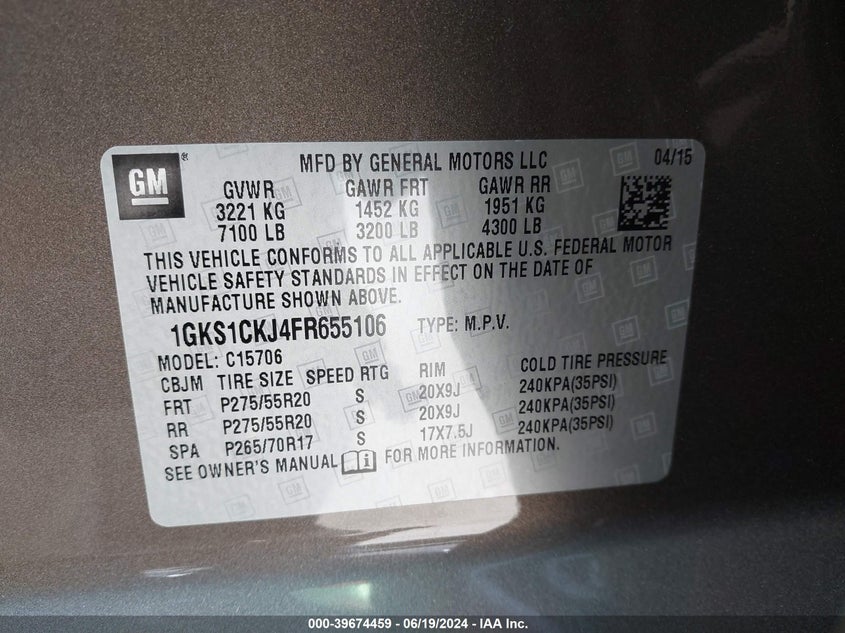 GM
MFD BY GENERAL MOTORS LLC 04/15
GVWR GAWR FRT GAWR RR
3221 KG 1452 KG 1951 KG
7100 LB 3200 LB 4300 LB
THIS VEHICLE CONFORMS TO ALL APPLICABLE U.S. FEDERAL MOTOR
VEHICLE SAFETY STANDARDS IN EFFECT ON THE DATE OF
MANUFACTURE SHOWN ABOVE.
1GKS1CKJ4FR655106 TYPE: M.P.V.
MODEL: C15706
CBJM TIRE SIZE SPEED RTG RIM COLD TIRE PRESSURE
FRT P275/55R20 S 20X9J 240KPA(35PSI)
RR P275/55R20 S 20X9J 240KPA(35PSI)
SPA P265/70R17 S 17X7.5J 240KPA(35PSI)
SEE OWNER'S MANUAL FOR MORE INFORMATION.
000-39674459 - 06/19/2024 - IAA Inc.